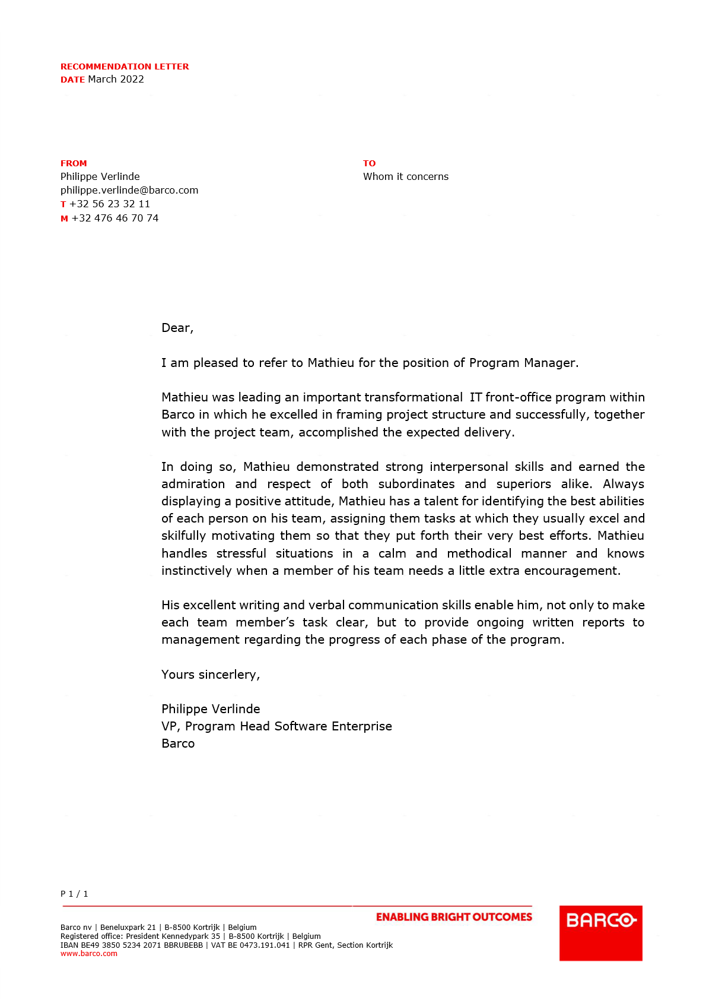 RECOMMENDATION LETTER
DATE March 2022
FROM
Philippe Verlinde
philippe.verlinde@barco.com
T +32 56 23 32 11
M +32 476 46 70 74
TO
Whom it concerns
Dear,
I am pleased to refer to Mathieu for the position of Program Manager.
Mathieu was leading an important transformational  IT front-office program within
Barco in which he excelled in framing project structure and successfully, together
with the project team, accomplished the expected delivery.
In doing so, Mathieu demonstrated strong interpersonal skills and earned the
admiration and respect of both subordinates and superiors alike. Always
displaying a positive attitude, Mathieu has a talent for identifying the best abilities
of each person on his team, assigning them tasks at which they usually excel and
skilfully motivating them so that they put forth their very best efforts. Mathieu
handles stressful situations in a calm and methodical manner and knows
instinctively when a member of his team needs a little extra encouragement.
His excellent writing and verbal communication skills enable him, not only to make
each team member’s task clear, but to provide ongoing written reports to
management regarding the progress of each phase of the program.
Yours sincerlery,
Philippe Verlinde
VP, Program Head Software Enterprise
Barco
P 1 / 1
ENABLING BRIGHT OUTCOMES
BARCO
Barco nv | Beneluxpark 21 | B-8500 Kortrijk | Belgium
Registered office: President Kennedypark 35 | B-8500 Kortrijk | Belgium
IBAN BE49 3850 5234 2071 BBRUBEBB | VAT BE 0473.191.041 | RPR Gent, Section Kortrijk
www.barco.com